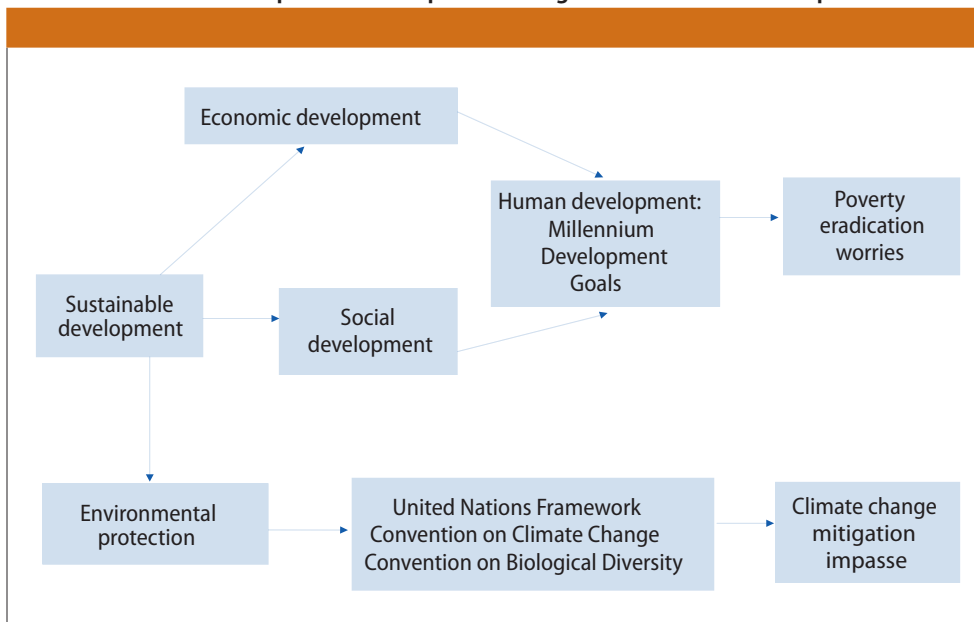 Economic development
Human development:
Millennium
Development
Goals
Poverty
eradication
worries
Sustainable
development
Social
development
Environmental
protection
United Nations Framework
Convention on Climate Change
Convention on Biological Diversity
Climate change
mitigation
impasse